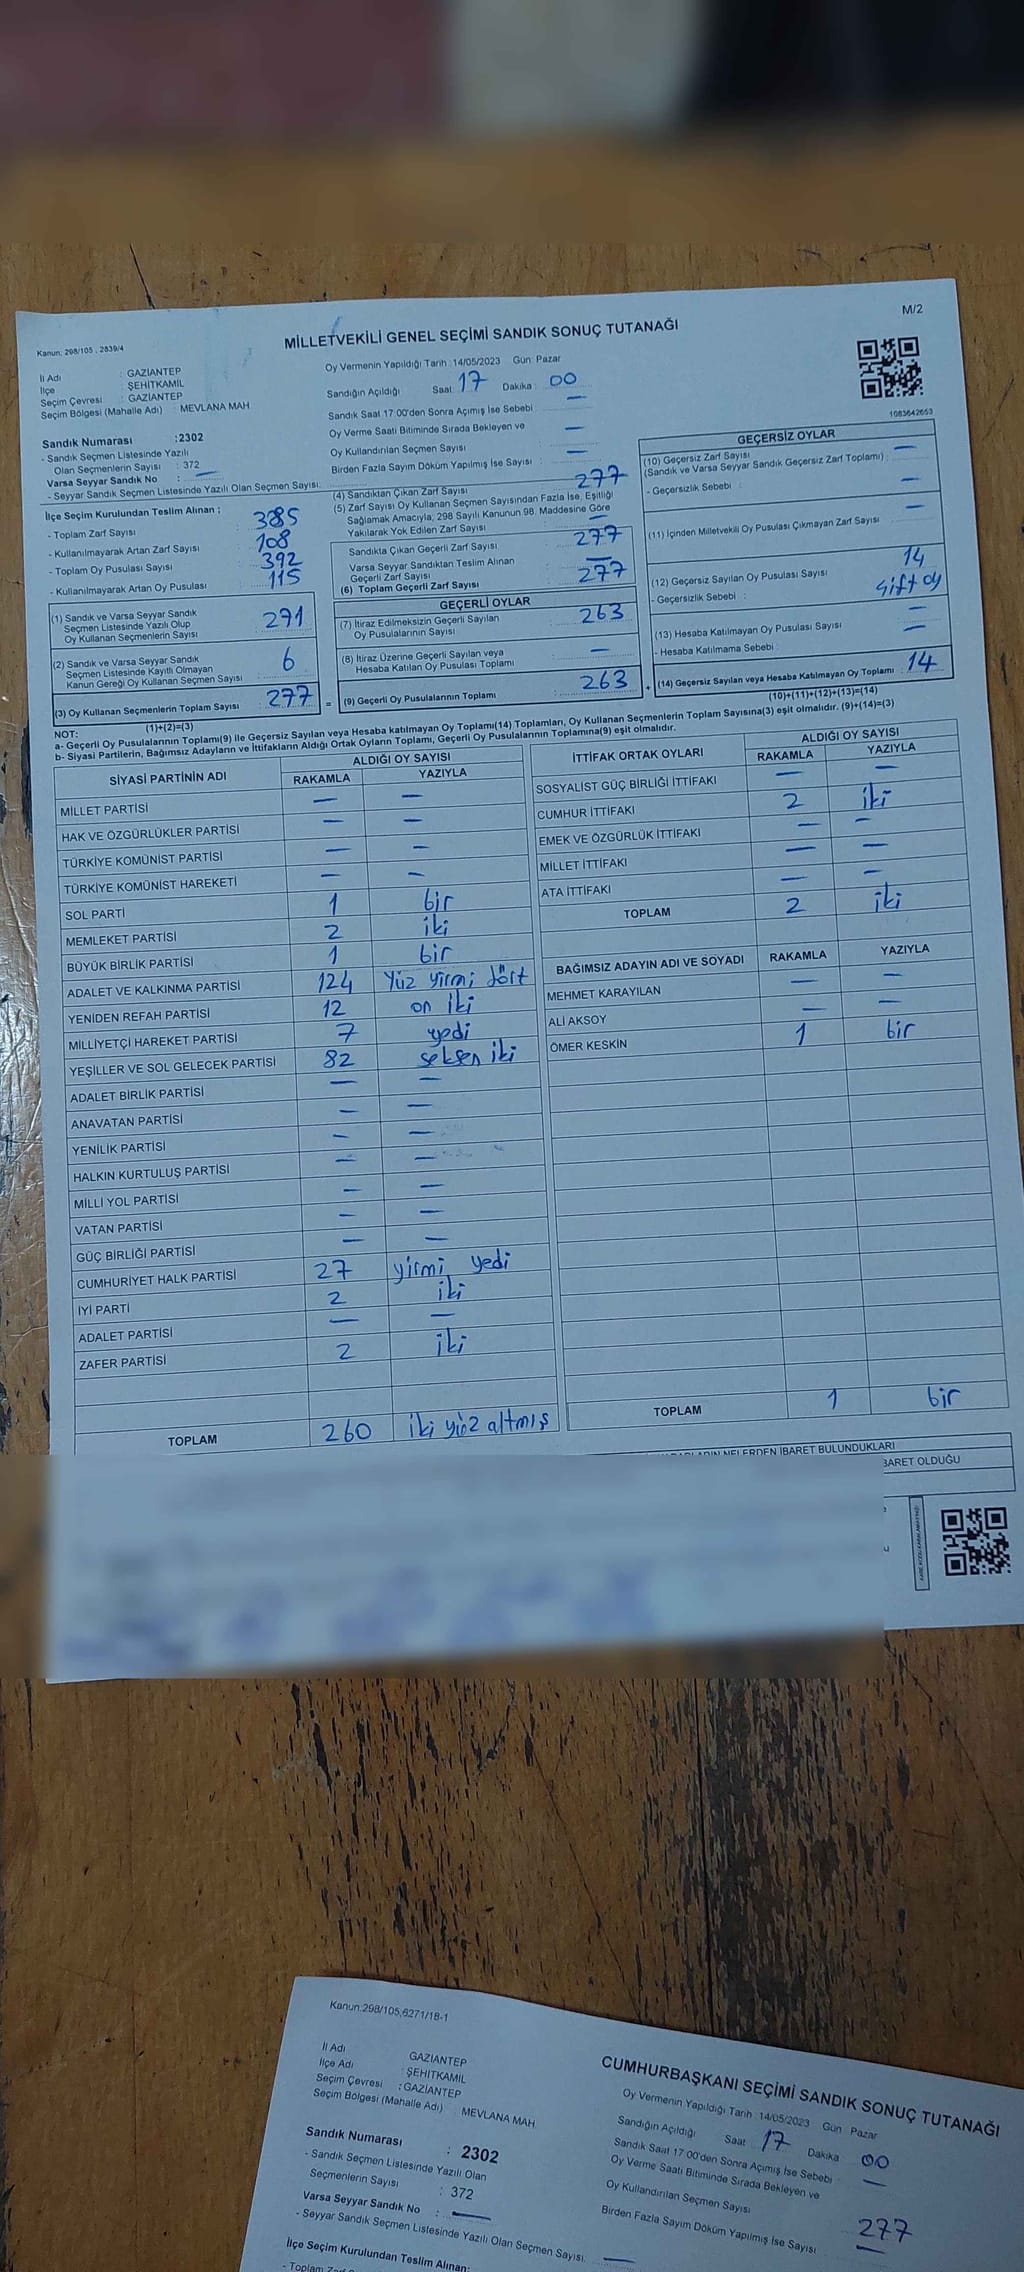 M/2
Kanun: 298/105 , 2839/4
MİLLETVEKİLİ GENEL SEÇİMİ SANDIK SONUÇ TUTANAĞI
İl Adı : GAZİANTEP
İlçe : ŞEHİTKAMİL
Seçim Çevresi : GAZİANTEP
Seçim Bölgesi (Mahalle Adı) : MEVLANA MAH
Sandık Numarası :2302
- Sandık Seçmen Listesinde Yazılı
Olan Seçmenlerin Sayısı : 372
Varsa Seyyar Sandık No : —
- Seyyar Sandık Seçmen Listesinde Yazılı Olan Seçmen Sayısı:
Oy Vermenin Yapıldığı Tarih : 14/05/2023 Gün: Pazar
Sandığın Açıldığı Saat: 17 Dakika : 00
Sandık Saat 17:00'den Sonra Açımış İse Sebebi : —
Oy Verme Saati Bitiminde Sırada Bekleyen ve
Oy Kullandırılan Seçmen Sayısı : —
Birden Fazla Sayım Döküm Yapılmış İse Sayısı : —
1083642653
İlçe Seçim Kurulundan Teslim Alınan ;
- Toplam Zarf Sayısı : 385
- Kullanılmayarak Artan Zarf Sayısı : 108
- Toplam Oy Pusulası Sayısı : 392
- Kullanılmayarak Artan Oy Pusulası : 115
(1) Sandık ve Varsa Seyyar Sandık
Seçmen Listesinde Yazılı Olup
Oy Kullanan Seçmenlerin Sayısı : 271
(2) Sandık ve Varsa Seyyar Sandık
Seçmen Listesinde Kayıtlı Olmayan
Kanun Gereği Oy Kullanan Seçmen Sayısı : 6
(3) Oy Kullanan Seçmenlerin Toplam Sayısı : 277 =
(1)+(2)=(3)
(4) Sandıktan Çıkan Zarf Sayısı : 277
(5) Zarf Sayısı Oy Kullanan Seçmen Sayısından Fazla İse, Eşitliği
Sağlamak Amacıyla; 298 Sayılı Kanunun 98. Maddesine Göre
Yakılarak Yok Edilen Zarf Sayısı : —
Sandıkta Çıkan Geçerli Zarf Sayısı : 277
Varsa Seyyar Sandıktan Teslim Alınan
Geçerli Zarf Sayısı : —
(6) Toplam Geçerli Zarf Sayısı : 277
GEÇERLİ OYLAR
(7) İtiraz Edilmeksizin Geçerli Sayılan
Oy Pusulalarının Sayısı : 263
(8) İtiraz Üzerine Geçerli Sayılan veya
Hesaba Katılan Oy Pusulası Toplamı : —
(9) Geçerli Oy Pusulalarının Toplamı : 263 +
GEÇERSİZ OYLAR
(10) Geçersiz Zarf Sayısı
(Sandık ve Varsa Seyyar Sandık Geçersiz Zarf Toplamı) : —
- Geçersizlik Sebebi : —
(11) İçinden Milletvekili Oy Pusulası Çıkmayan Zarf Sayısı : —
(12) Geçersiz Sayılan Oy Pusulası Sayısı : 14
- Geçersizlik Sebebi : Çift oy
(13) Hesaba Katılmayan Oy Pusulası Sayısı : —
- Hesaba Katılmama Sebebi : —
(14) Geçersiz Sayılan veya Hesaba Katılmayan Oy Toplamı : 14
(10)+(11)+(12)+(13)=(14)
NOT:
a- Geçerli Oy Pusulalarının Toplamı(9) ile Geçersiz Sayılan veya Hesaba katılmayan Oy Toplamı(14) Toplamları, Oy Kullanan Seçmenlerin Toplam Sayısına(3) eşit olmalıdır. (9)+(14)=(3)
b- Siyasi Partilerin, Bağımsız Adayların ve İttifakların Aldığı Ortak Oyların Toplamı, Geçerli Oy Pusulalarının Toplamına(9) eşit olmalıdır.
SİYASİ PARTİNİN ADI ALDIĞI OY SAYISI
RAKAMLA YAZIYLA
MİLLET PARTİSİ — —
HAK VE ÖZGÜRLÜKLER PARTİSİ — —
TÜRKİYE KOMÜNİST PARTİSİ — —
TÜRKİYE KOMÜNİST HAREKETİ — —
SOL PARTİ 1 bir
MEMLEKET PARTİSİ 2 iki
BÜYÜK BİRLİK PARTİSİ 1 bir
ADALET VE KALKINMA PARTİSİ 124 Yüz yirmi dört
YENİDEN REFAH PARTİSİ 12 on iki
MİLLİYETÇİ HAREKET PARTİSİ 7 yedi
YEŞİLLER VE SOL GELECEK PARTİSİ 82 seksen iki
ADALET BİRLİK PARTİSİ — —
ANAVATAN PARTİSİ — —
YENİLİK PARTİSİ — —
HALKIN KURTULUŞ PARTİSİ — —
MİLLİ YOL PARTİSİ — —
VATAN PARTİSİ — —
GÜÇ BİRLİĞİ PARTİSİ — —
CUMHURİYET HALK PARTİSİ 27 yirmi yedi
İYİ PARTİ 2 iki
ADALET PARTİSİ — —
ZAFER PARTİSİ 2 iki
TOPLAM 260 iki yüz altmış
İTTİFAK ORTAK OYLARI ALDIĞI OY SAYISI
RAKAMLA YAZIYLA
SOSYALİST GÜÇ BİRLİĞİ İTTİFAKI — —
CUMHUR İTTİFAKI 2 iki
EMEK VE ÖZGÜRLÜK İTTİFAKI — —
MİLLET İTTİFAKI — —
ATA İTTİFAKI — —
TOPLAM 2 iki
BAĞIMSIZ ADAYIN ADI VE SOYADI RAKAMLA YAZIYLA
MEHMET KARAYILAN — —
ALİ AKSOY — —
ÖMER KESKİN 1 bir
TOPLAM 1 bir
NELERDEN İBARET BULUNDUKLARI
BARET OLDUĞU
Kanun:298/105,6271/18-1
CUMHURBAŞKANI SEÇİMİ SANDIK SONUÇ TUTANAĞI
İl Adı GAZİANTEP
İlçe Adı : ŞEHİTKAMİL
Seçim Çevresi : GAZİANTEP
Seçim Bölgesi (Mahalle Adı) : MEVLANA MAH
Sandık Numarası : 2302
- Sandık Seçmen Listesinde Yazılı Olan
Seçmenlerin Sayısı : 372
Varsa Seyyar Sandık No : —
- Seyyar Sandık Seçmen Listesinde Yazılı Olan Seçmen Sayısı: —
İlçe Seçim Kurulundan Teslim Alınan:
- Toplam
Oy Vermenin Yapıldığı Tarih : 14/05/2023 Gün Pazar
Sandığın Açıldığı Saat 17 Dakika 00
Sandık Saat 17:00'den Sonra Açımış İse Sebebi : —
Oy Verme Saati Bitiminde Sırada Bekleyen ve
Oy Kullandırılan Seçmen Sayısı
Birden Fazla Sayım Döküm Yapılmış İse Sayısı —
277